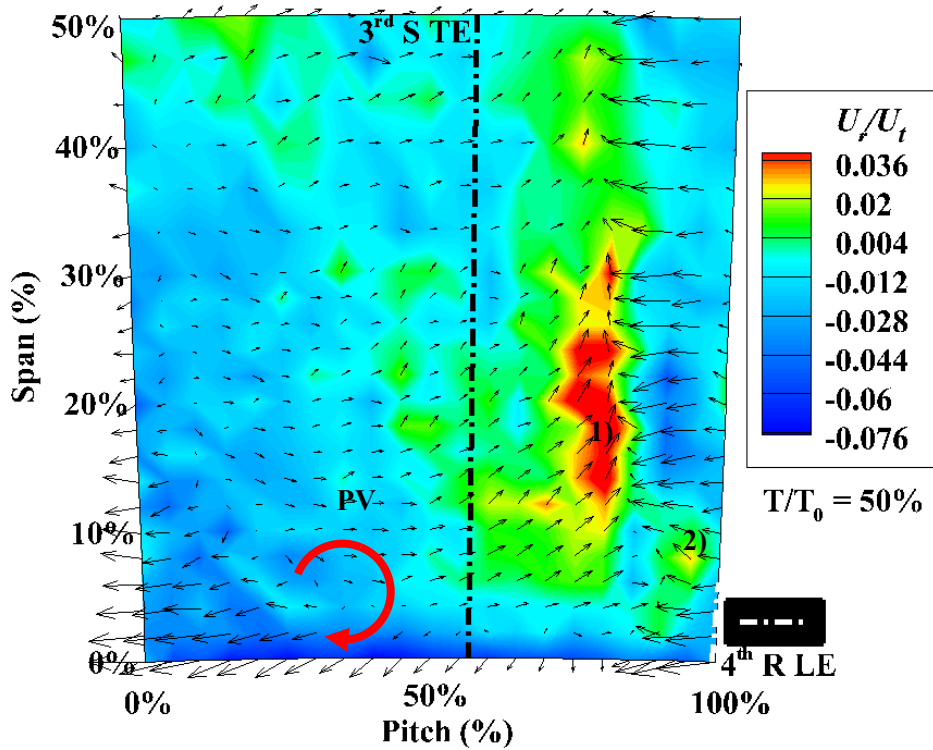 50%
3rd S TE
40%
30%
20%
10%
0%
Span (%)
PV
1)
2)
Ur/Ut
0.036
0.02
0.004
-0.012
-0.028
-0.044
-0.06
-0.076
T/T0 = 50%
4th R LE
0%
50%
100%
Pitch (%)